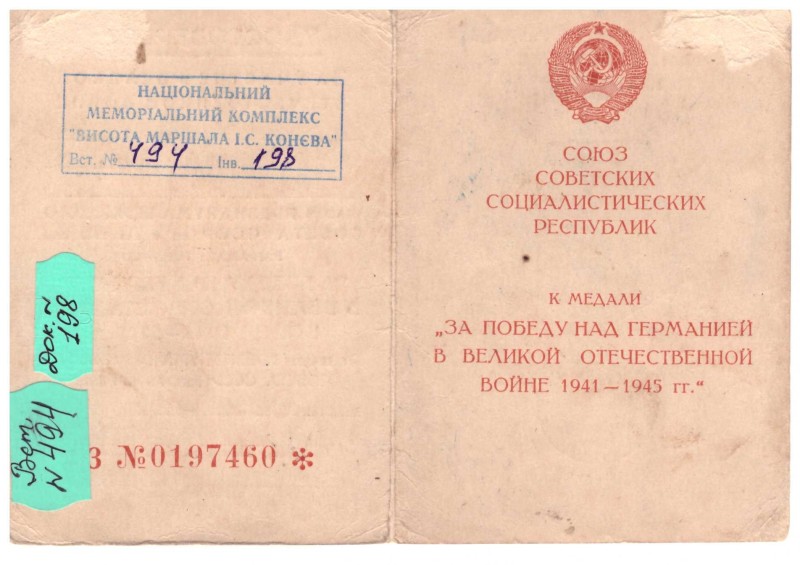 НАЦІОНАЛЬНИЙ
МЕМОРІАЛЬНИЙ КОМПЛЕКС
"ВИСОТА МАРШАЛА І.С. КОНЄВА"
Вст. № 494 Інв. 198
Док. №
198
Вст.
N 494
З №0197460 *
СОЮЗ
СОВЕТСКИХ
СОЦИАЛИСТИЧЕСКИХ
РЕСПУБЛИК
К МЕДАЛИ
„ЗА ПОБЕДУ НАД ГЕРМАНИЕЙ
В ВЕЛИКОЙ ОТЕЧЕСТВЕННОЙ
ВОЙНЕ 1941—1945 гг.“